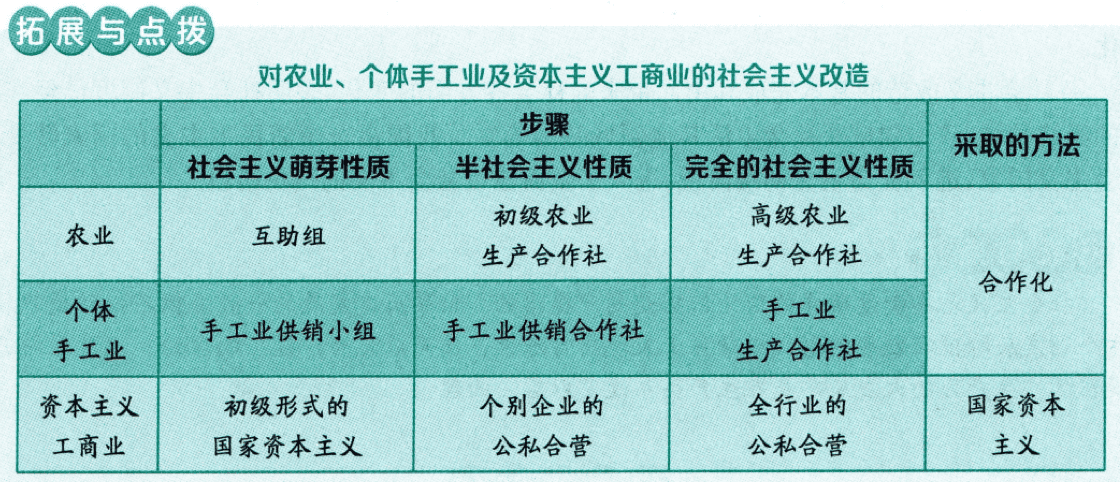 拓展与点拨
对农业、个体手工业及资本主义工商业的社会主义改造
步骤
采取的方法
社会主义萌芽性质
半社会主义性质
完全的社会主义性质
农业
互助组
初级农业
生产合作社
高级农业
生产合作社
合作化
个体
手工业
手工业供销小组
手工业供销合作社
手工业
生产合作社
资本主义
工商业
初级形式的
国家资本主义
个别企业的
公私合营
全行业的
公私合营
国家资本
主义